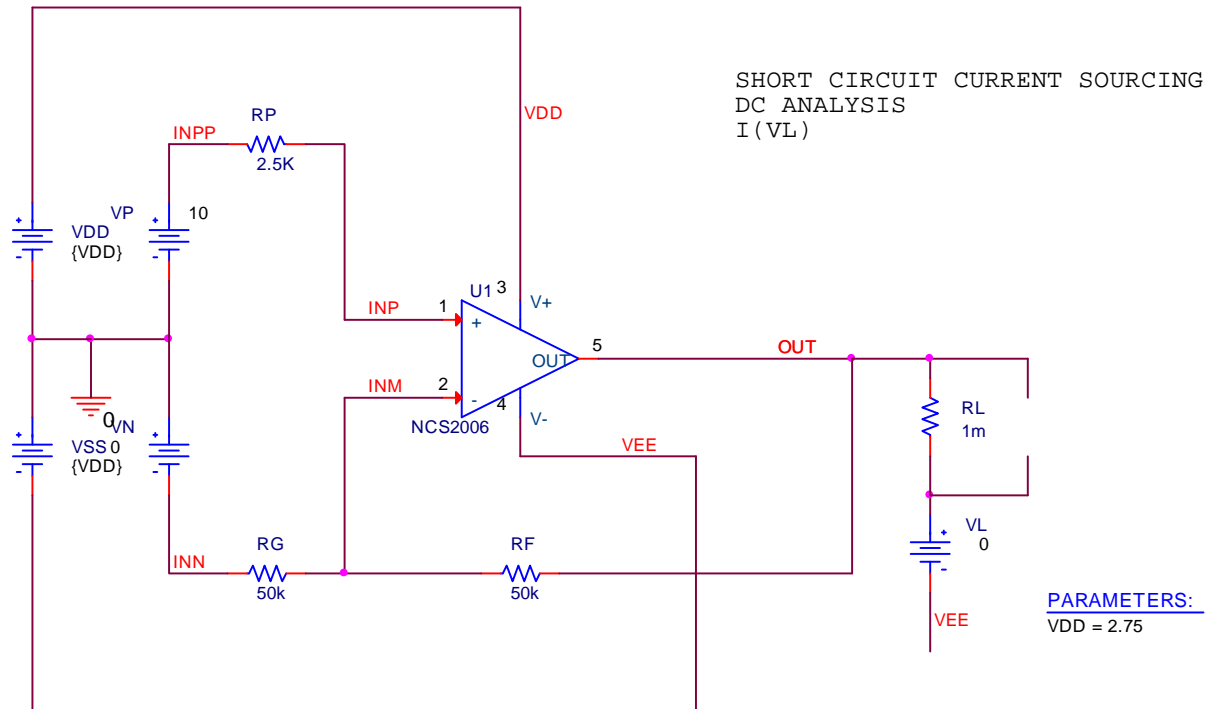 SHORT CIRCUIT CURRENT SOURCING
DC ANALYSIS
I(VL)
VDD
RP
INPP
2.5K
VP
10
VDD
{VDD}
U1
3
V+
INP
1
+
OUT
5
OUT
INM
2
-
4
V-
NCS2006
VEE
RL
1m
0
VN
VSS
0
{VDD}
VL
0
INN
RG
50k
RF
50k
VEE
PARAMETERS:
VDD = 2.75